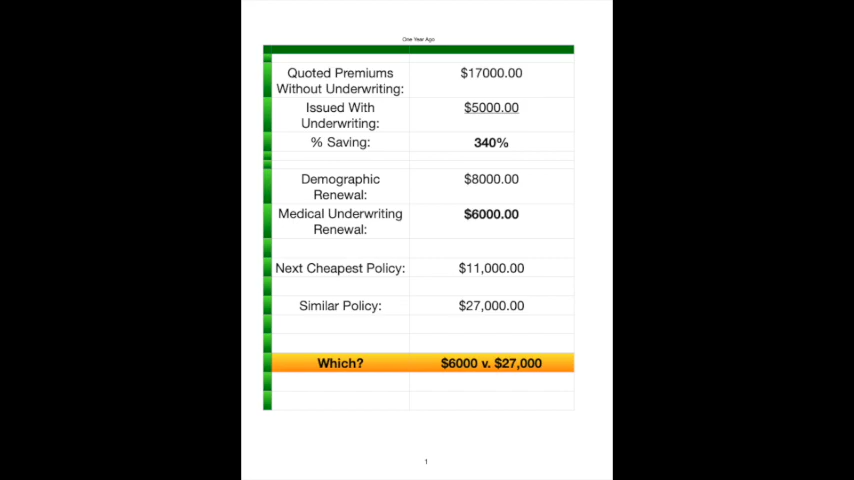 One Year Ago
Quoted Premiums $17000.00
Without Underwriting:
Issued With $5000.00
Underwriting:
% Saving: 340%
Demographic $8000.00
Renewal:
Medical Underwriting $6000.00
Renewal:
Next Cheapest Policy: $11,000.00
Similar Policy: $27,000.00
Which? $6000 v. $27,000
1